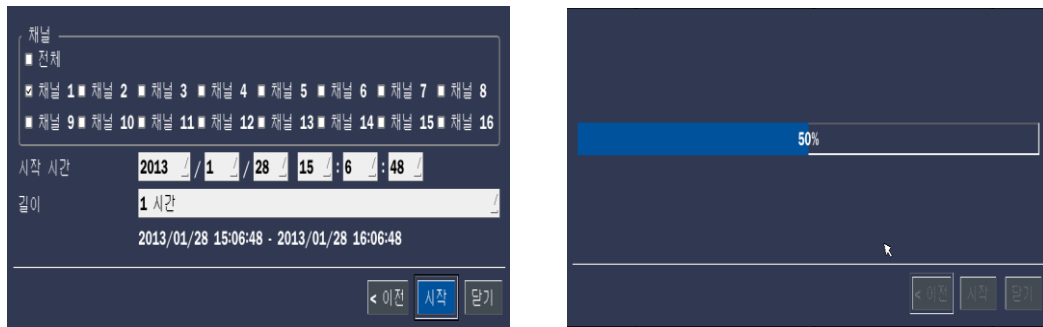 채널
전체
채널 1 채널 2 채널 3 채널 4 채널 5 채널 6 채널 7 채널 8
채널 9 채널 10 채널 11 채널 12 채널 13 채널 14 채널 15 채널 16
시작 시간 2013 / 1 / 28 15 : 6 : 48
길이 1 시간
2013/01/28 15:06:48 - 2013/01/28 16:06:48
< 이전 시작 닫기
50%
< 이전 시작 닫기